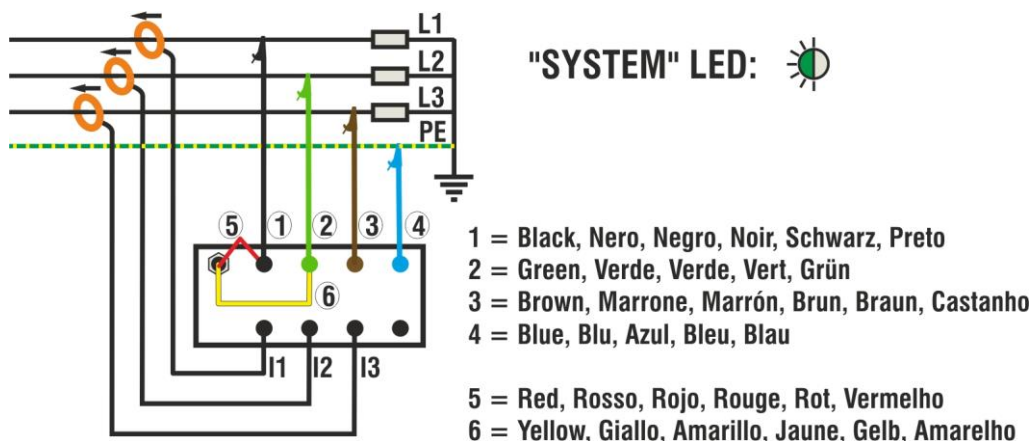 L1
L2
L3
PE
"SYSTEM" LED:
5 1 2 3 4
6
I1 I2 I3
1 = Black, Nero, Negro, Noir, Schwarz, Preto
2 = Green, Verde, Verde, Vert, Grün
3 = Brown, Marrone, Marrón, Brun, Braun, Castanho
4 = Blue, Blu, Azul, Bleu, Blau
5 = Red, Rosso, Rojo, Rouge, Rot, Vermelho
6 = Yellow, Giallo, Amarillo, Jaune, Gelb, Amarelho